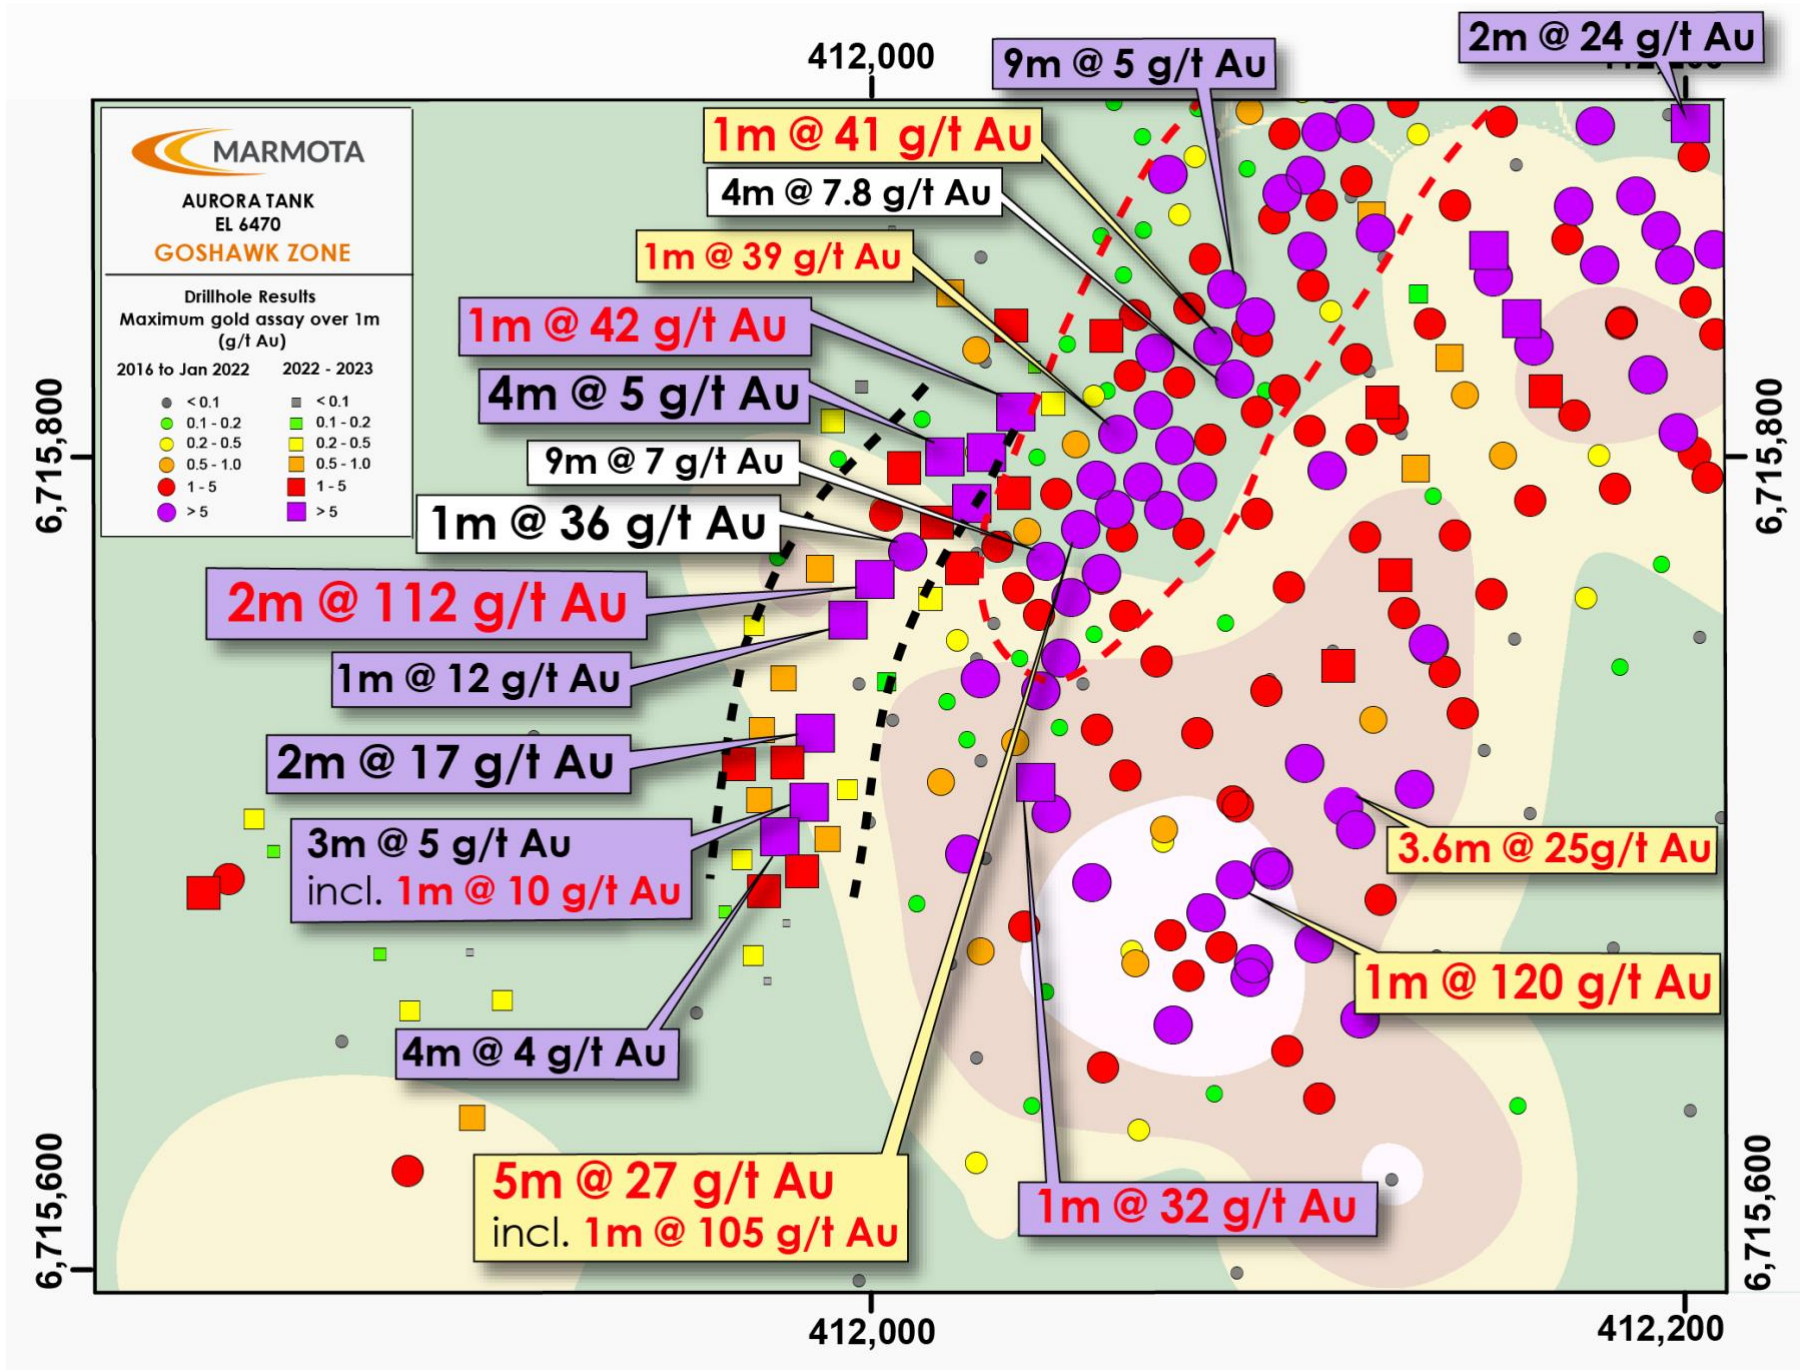 2m @ 24 g/t Au
412,000
9m @ 5 g/t Au
1m @ 41 g/t Au
4m @ 7.8 g/t Au
1m @ 39 g/t Au
1m @ 42 g/t Au
4m @ 5 g/t Au
9m @ 7 g/t Au
1m @ 36 g/t Au
2m @ 112 g/t Au
1m @ 12 g/t Au
2m @ 17 g/t Au
3m @ 5 g/t Au
incl. 1m @ 10 g/t Au
4m @ 4 g/t Au
5m @ 27 g/t Au
incl. 1m @ 105 g/t Au
1m @ 32 g/t Au
3.6m @ 25g/t Au
1m @ 120 g/t Au
MARMOTA
AURORA TANK
EL 6470
GOSHAWK ZONE
Drillhole Results
Maximum gold assay over 1m
(g/t Au)
2016 to Jan 2022 2022 - 2023
< 0.1 < 0.1
0.1 - 0.2 0.1 - 0.2
0.2 - 0.5 0.2 - 0.5
0.5 - 1.0 0.5 - 1.0
1 - 5 1 - 5
> 5 > 5
6,715,800
6,715,800
6,715,600
6,715,600
412,000
412,200